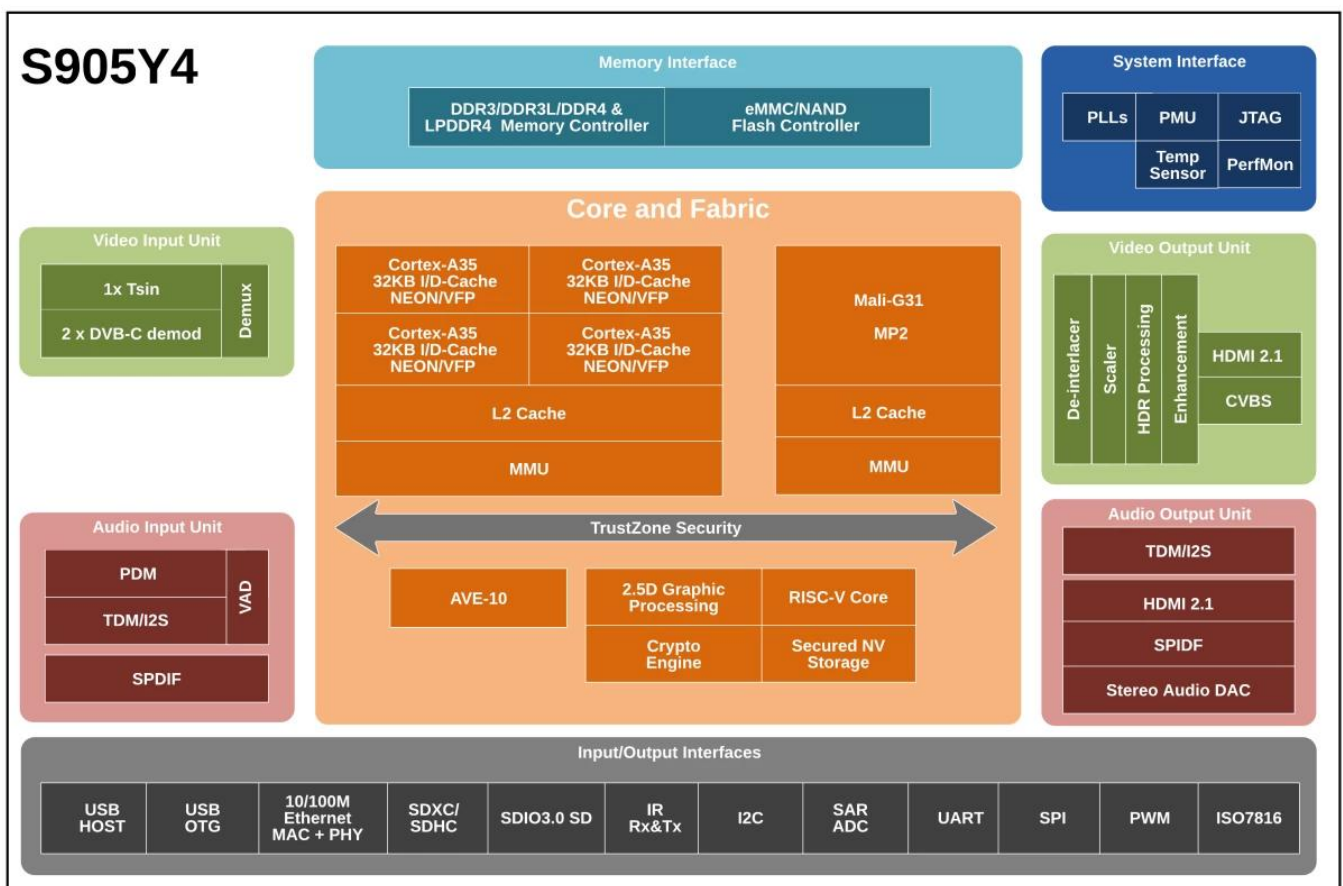 S905Y4
Memory Interface
DDR3/DDR3L/DDR4 &
LPDDR4 Memory Controller
eMMC/NAND
Flash Controller
System Interface
PLLs
PMU
JTAG
Temp
Sensor
PerfMon
Video Input Unit
1x Tsin
2 x DVB-C demod
Demux
Core and Fabric
Cortex-A35
32KB I/D-Cache
NEON/VFP
Cortex-A35
32KB I/D-Cache
NEON/VFP
Cortex-A35
32KB I/D-Cache
NEON/VFP
Cortex-A35
32KB I/D-Cache
NEON/VFP
L2 Cache
MMU
Mali-G31
MP2
L2 Cache
MMU
TrustZone Security
AVE-10
2.5D Graphic
Processing
RISC-V Core
Crypto
Engine
Secured NV
Storage
Video Output Unit
De-interlacer
Scaler
HDR Processing
Enhancement
HDMI 2.1
CVBS
Audio Input Unit
PDM
TDM/I2S
VAD
SPDIF
Audio Output Unit
TDM/I2S
HDMI 2.1
SPIDF
Stereo Audio DAC
Input/Output Interfaces
USB
HOST
USB
OTG
10/100M
Ethernet
MAC + PHY
SDXC/
SDHC
SDIO3.0 SD
IR
Rx&Tx
I2C
SAR
ADC
UART
SPI
PWM
ISO7816